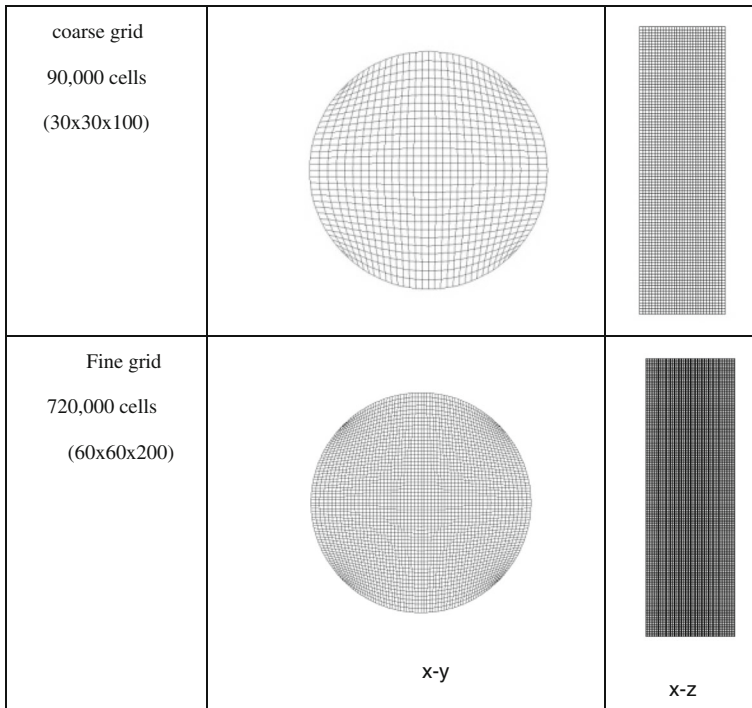 coarse grid
90,000 cells
(30x30x100)
Fine grid
720,000 cells
(60x60x200)
x-y
x-z